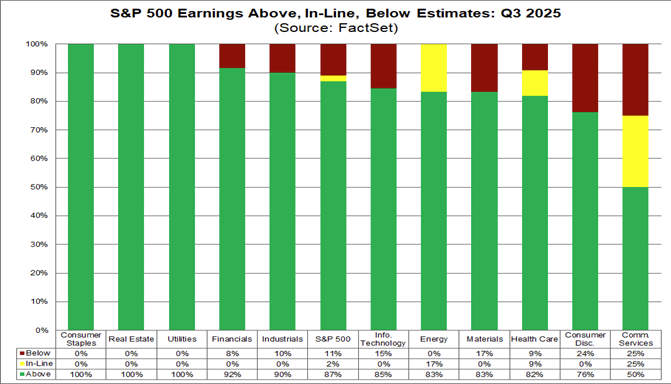 S&P 500 Earnings Above, In-Line, Below Estimates: Q3 2025
(Source: FactSet)
100%
90%
80%
70%
60%
50%
40%
30%
20%
10%
0%
Consumer Staples Real Estate Utilities Financials Industrials S&P 500 Info. Technology Energy Materials Health Care Consumer Disc. Comm. Services
Below 0% 0% 0% 8% 10% 11% 15% 0% 17% 9% 24% 25%
In-Line 0% 0% 0% 0% 0% 2% 0% 17% 0% 9% 0% 25%
Above 100% 100% 100% 92% 90% 87% 85% 83% 83% 82% 76% 50%